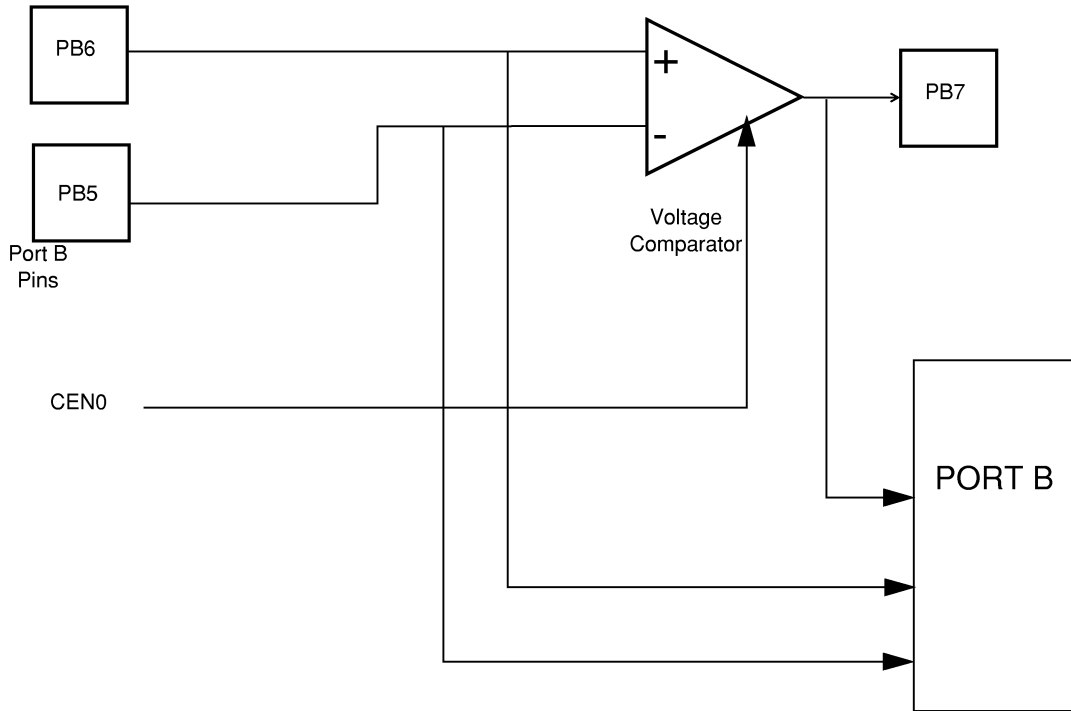 PB6
+
PB7
-
PB5
Voltage
Comparator
Port B
Pins
CEN0
PORT B